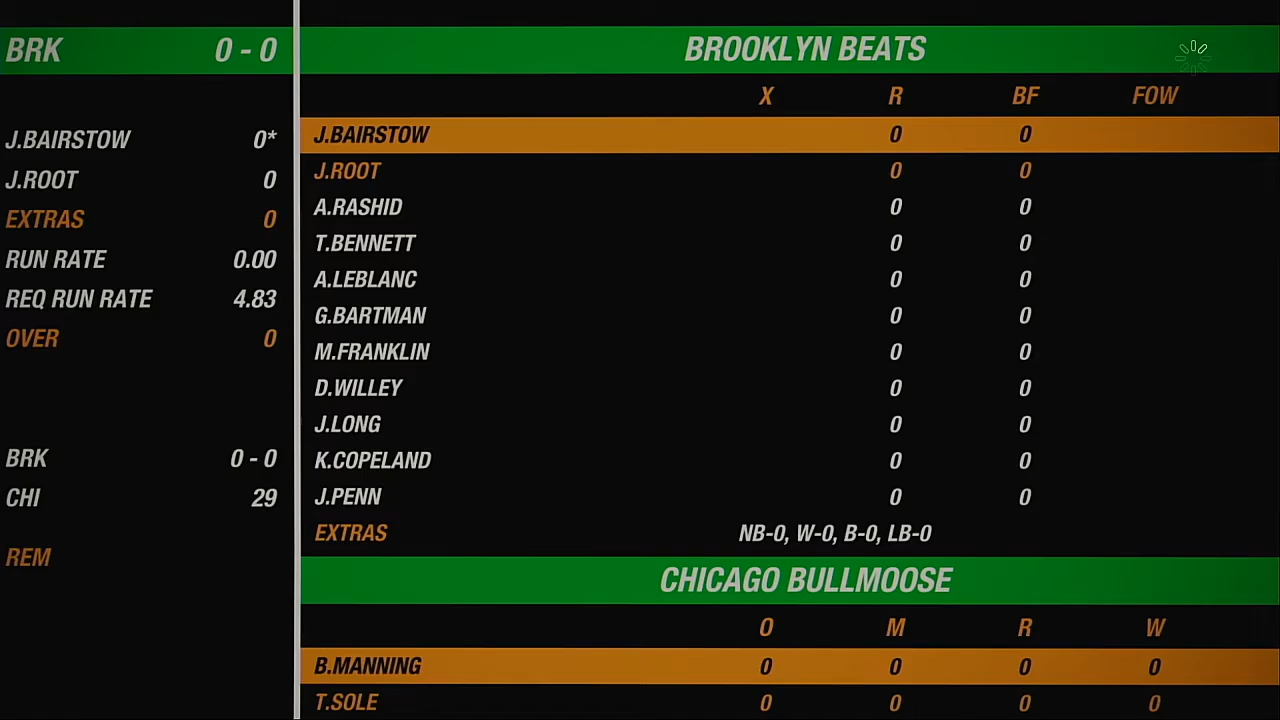 BRK 0 - 0
J.BAIRSTOW 0*
J.ROOT 0
EXTRAS 0
RUN RATE 0.00
REQ RUN RATE 4.83
OVER 0
BRK 0 - 0
CHI 29
REM
BROOKLYN BEATS
X R BF FOW
J.BAIRSTOW 0 0
J.ROOT 0 0
A.RASHID 0 0
T.BENNETT 0 0
A.LEBLANC 0 0
G.BARTMAN 0 0
M.FRANKLIN 0 0
D.WILLEY 0 0
J.LONG 0 0
K.COPELAND 0 0
J.PENN 0 0
EXTRAS NB-0, W-0, B-0, LB-0
CHICAGO BULLMOOSE
O M R W
B.MANNING 0 0 0 0
T.SOLE 0 0 0 0